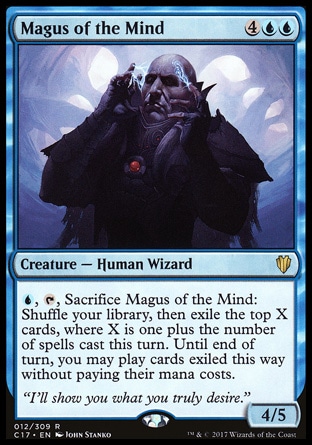 Magus of the Mind 4
Creature — Human Wizard
, , Sacrifice Magus of the Mind:
Shuffle your library, then exile the top X
cards, where X is one plus the number
of spells cast this turn. Until end of
turn, you may play cards exiled this way
without paying their mana costs.
“I’ll show you what you truly desire.”
4/5
012/309 R
C17 • EN John Stanko
™ & © 2017 Wizards of the Coast